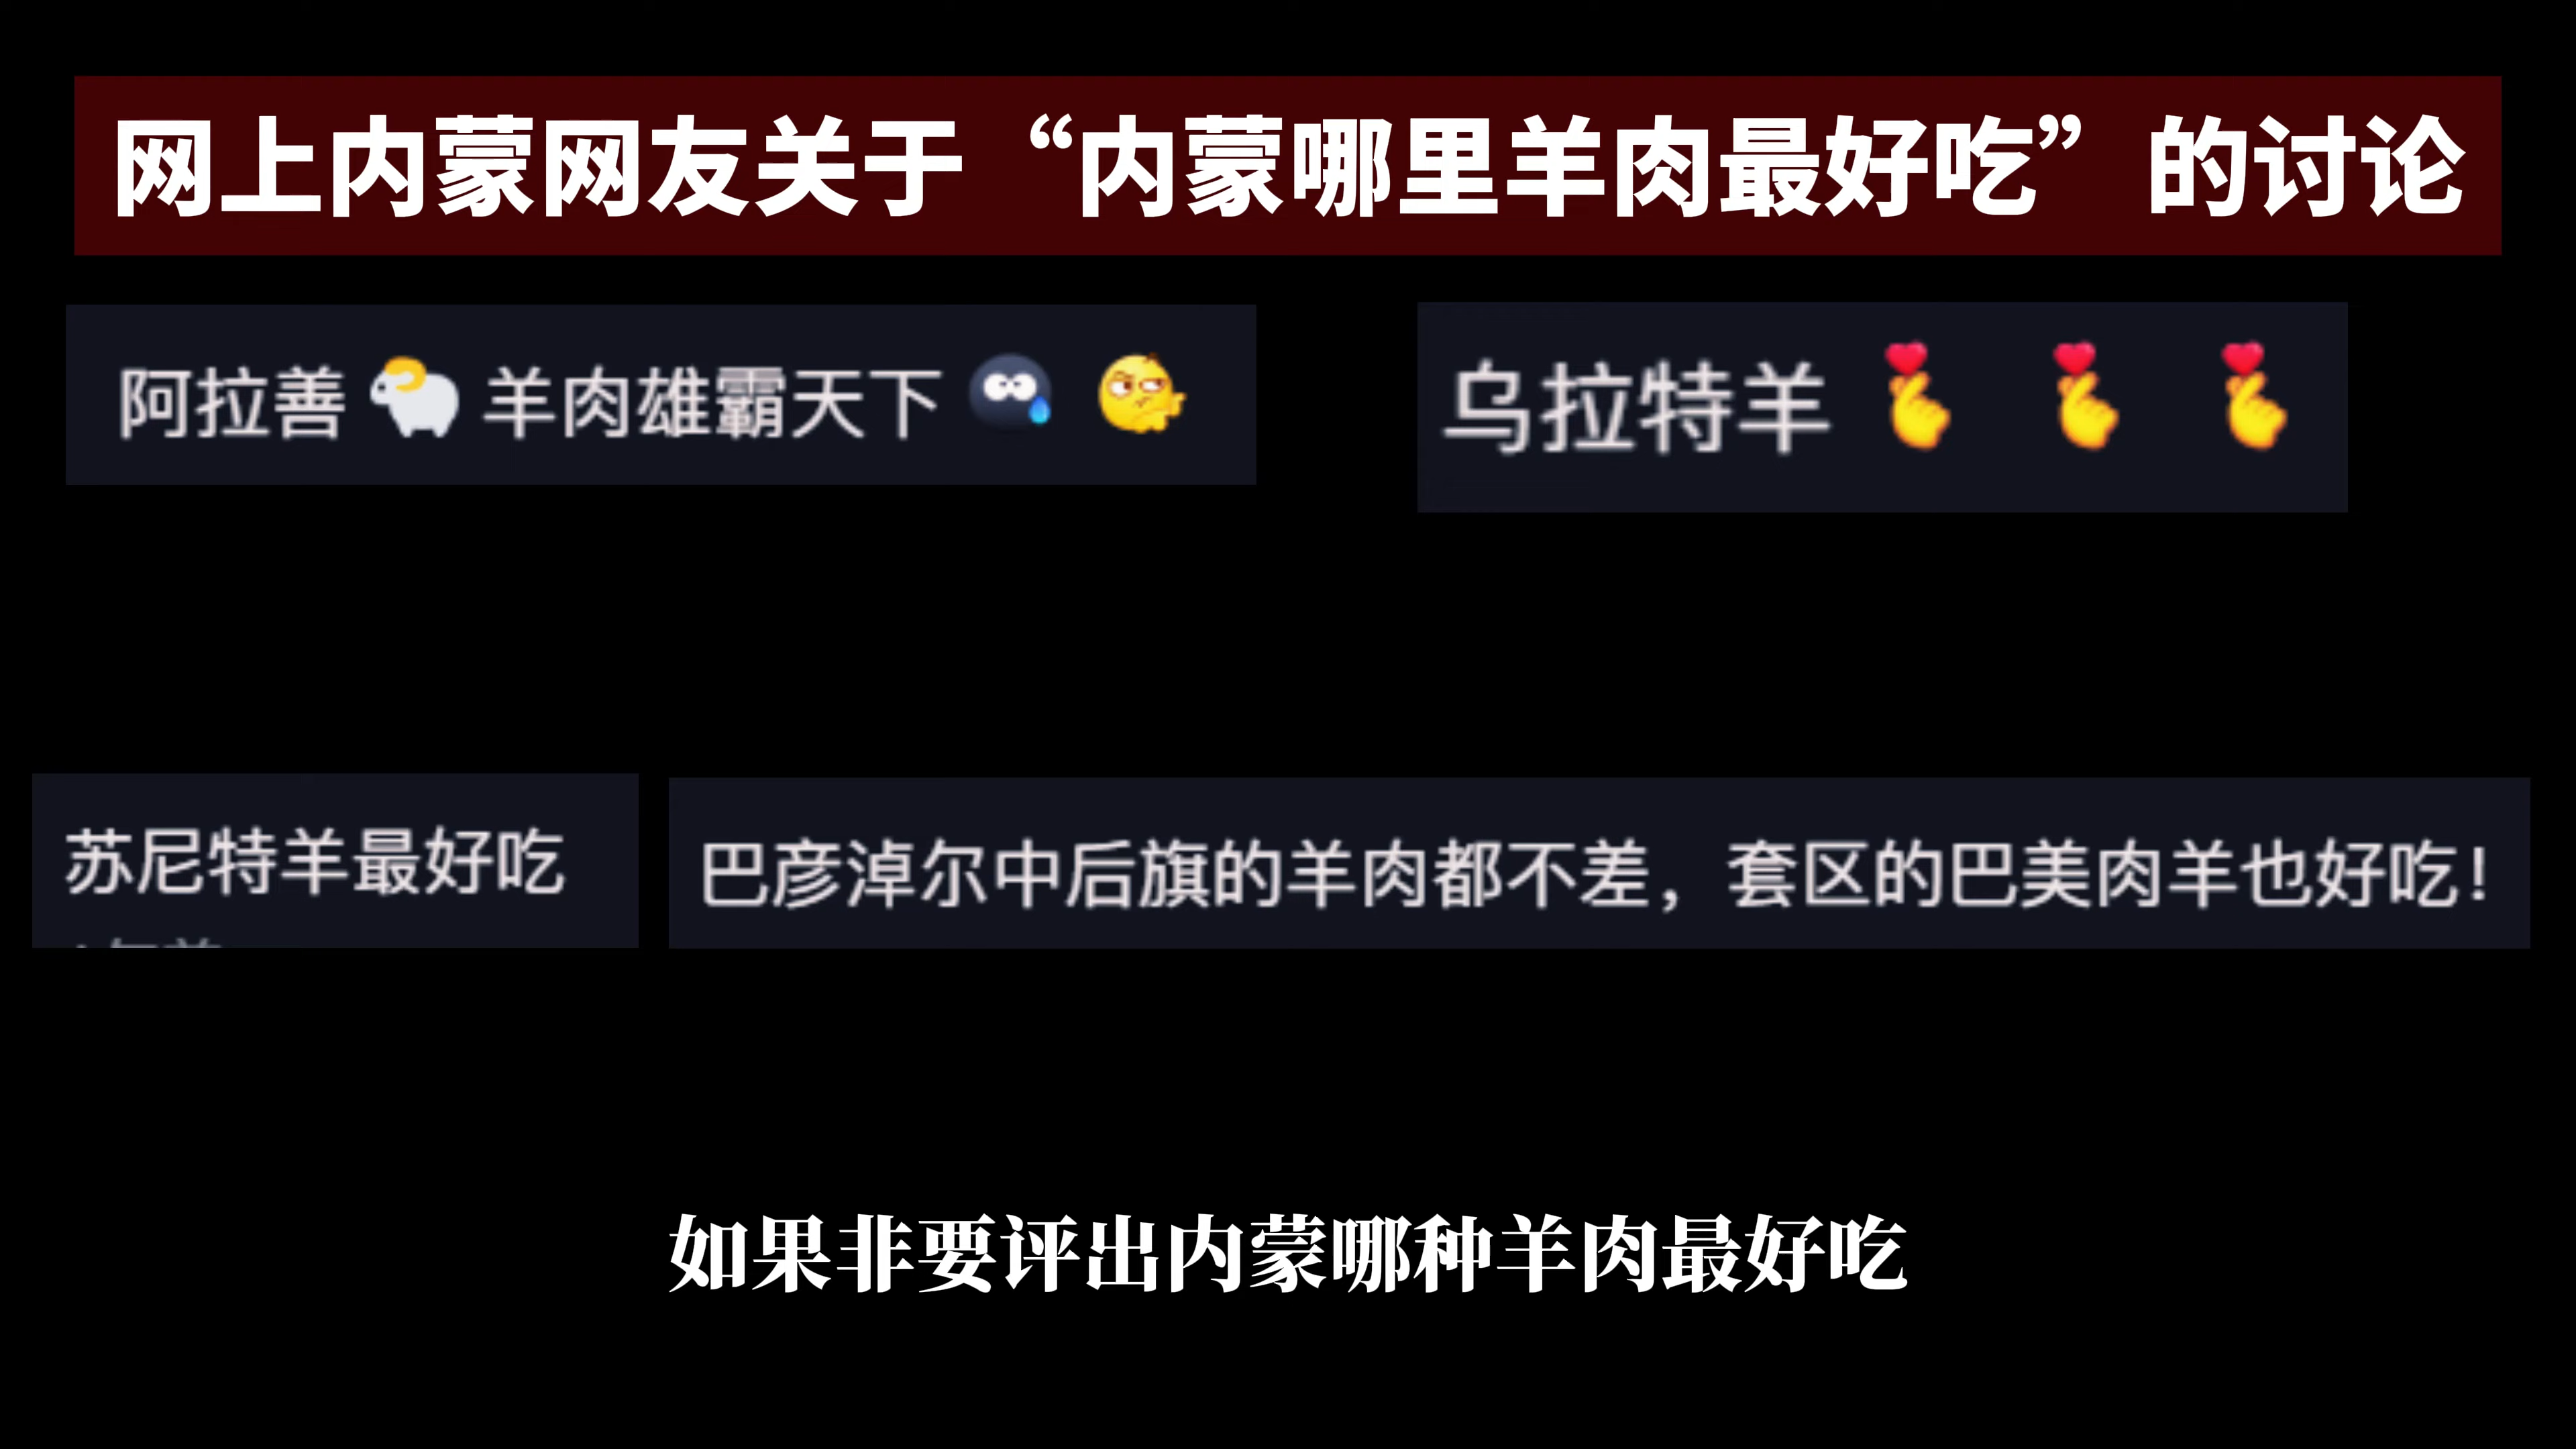 网上内蒙网友关于“内蒙哪里羊肉最好吃”的讨论
阿拉善🐏羊肉雄霸天下
乌拉特羊
苏尼特羊最好吃
巴彦淖尔中后旗的羊肉都不差，套区的巴美肉羊也好吃！
如果非要评出内蒙哪种羊肉最好吃